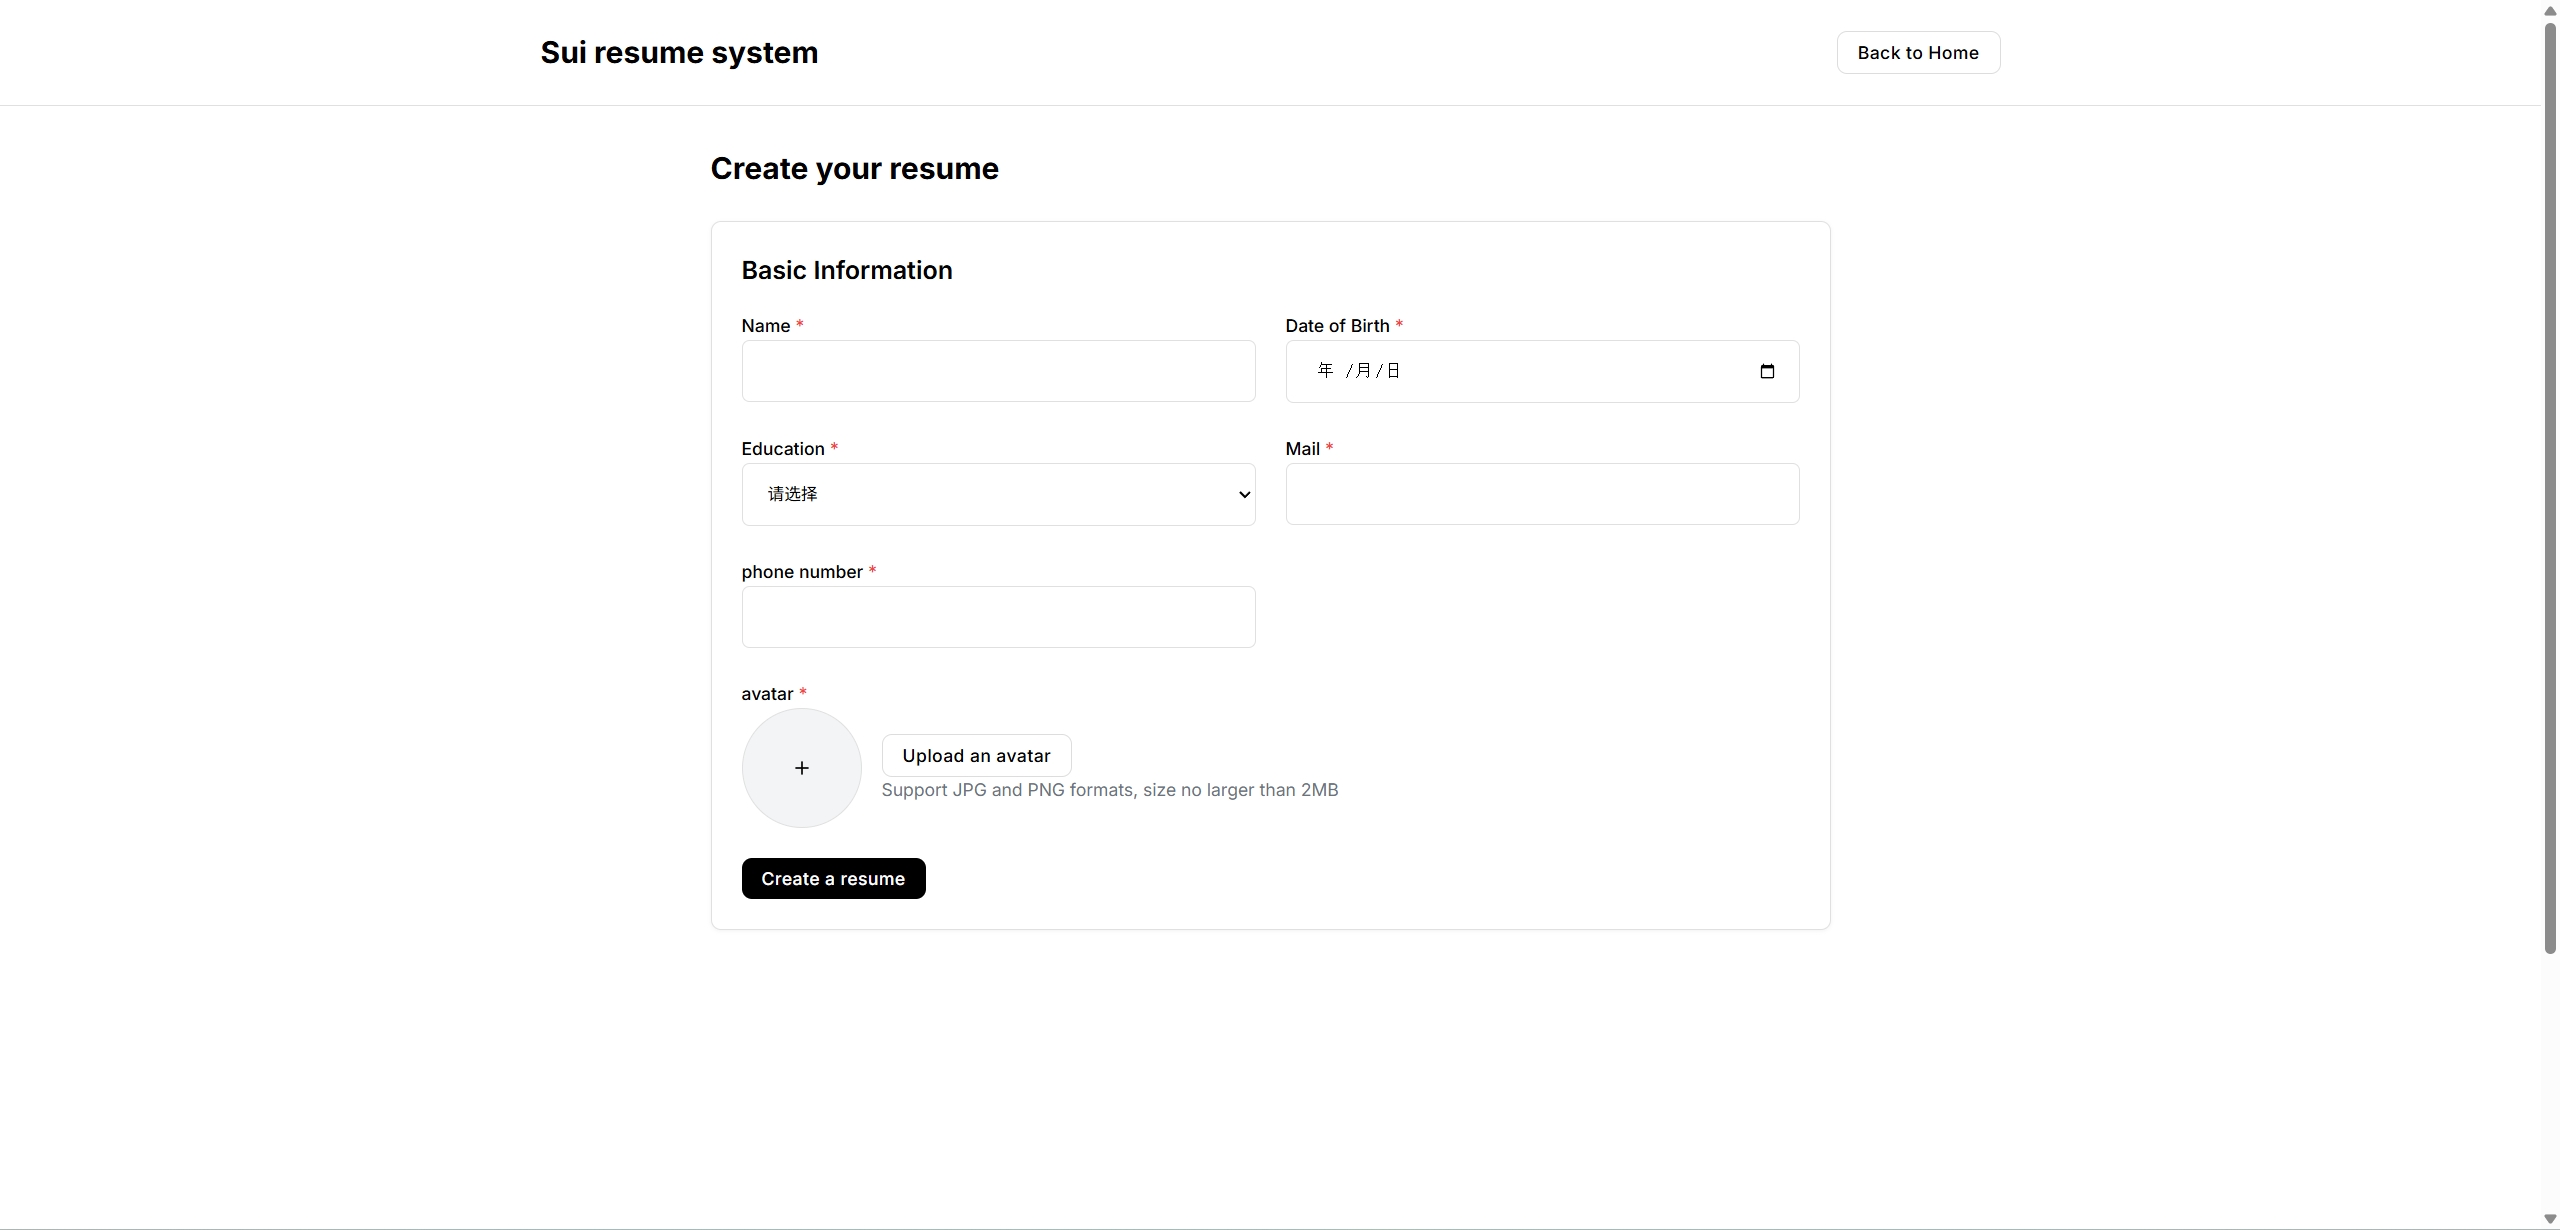 Sui resume system
Back to Home
Create your resume
Basic Information
Name *
Date of Birth *
年 /月/日
Education *
Mail *
请选择
phone number *
avatar *
+
Upload an avatar
Support JPG and PNG formats, size no larger than 2MB
Create a resume